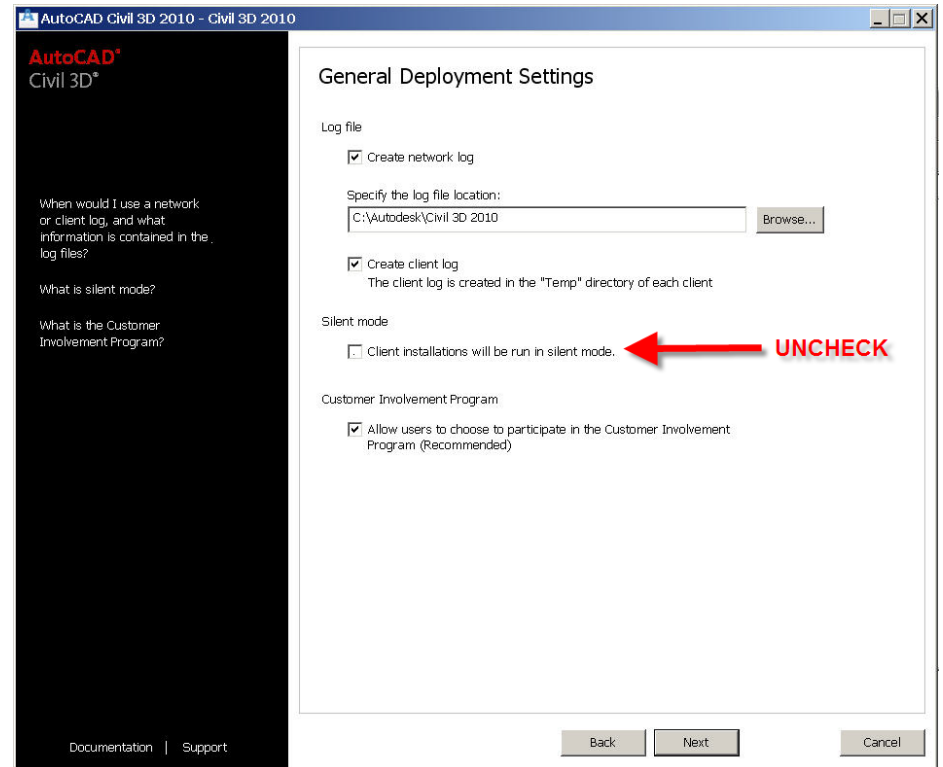 AutoCAD Civil 3D 2010 - Civil 3D 2010
AutoCAD®
Civil 3D®
When would I use a network
or client log, and what
information is contained in the
log files?
What is silent mode?
What is the Customer
Involvement Program?
Documentation | Support
General Deployment Settings
Log file
Create network log
Specify the log file location:
C:\Autodesk\Civil 3D 2010
Browse...
Create client log
The client log is created in the "Temp" directory of each client
Silent mode
Client installations will be run in silent mode.
UNCHECK
Customer Involvement Program
Allow users to choose to participate in the Customer Involvement
Program (Recommended)
Back
Next
Cancel